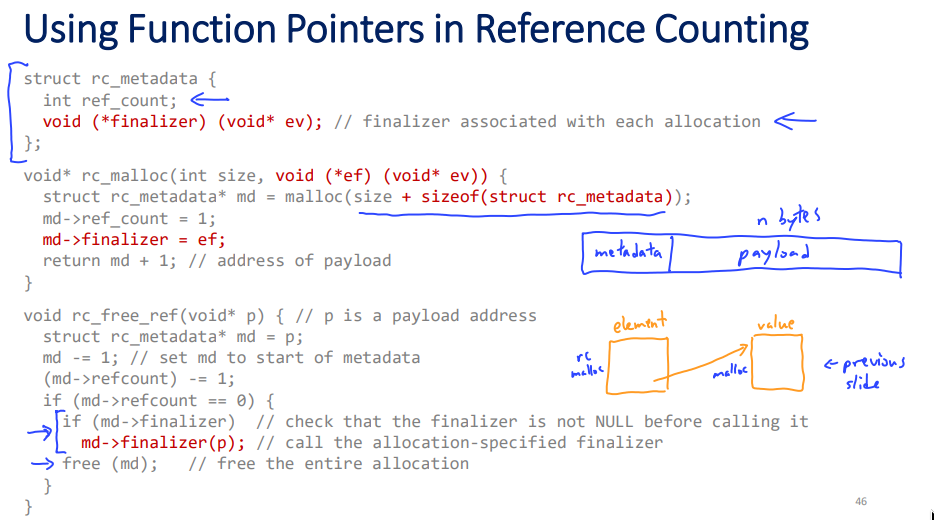 Using Function Pointers in Reference Counting
struct rc_metadata {
int ref_count;
void (*finalizer) (void* ev); // finalizer associated with each allocation
};
void* rc_malloc(int size, void (*ef) (void* ev)) {
struct rc_metadata* md = malloc(size + sizeof(struct rc_metadata));
md->ref_count = 1;
md->finalizer = ef;
return md + 1; // address of payload
}
n bytes
metadata payload
void rc_free_ref(void* p) { // p is a payload address
struct rc_metadata* md = p;
md -= 1; // set md to start of metadata
(md->refcount) -= 1;
if (md->refcount == 0) {
if (md->finalizer) // check that the finalizer is not NULL before calling it
md->finalizer(p); // call the allocation-specified finalizer
free (md); // free the entire allocation
}
}
element
value
rc
malloc
malloc
← previous
slide
46